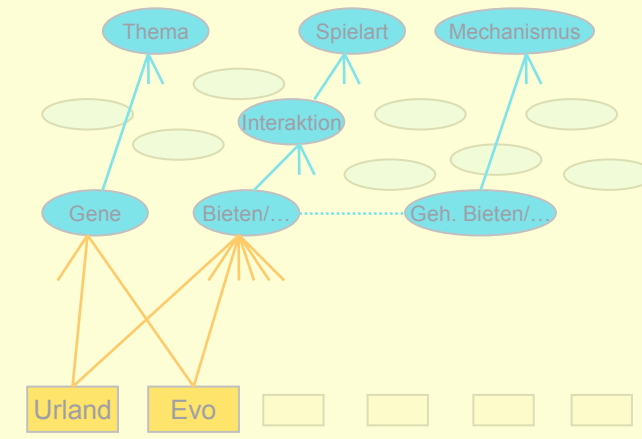 Thema
Spielart
Mechanismus
Interaktion
Gene
Bieten/...
Geh. Bieten/...
Urland
Evo